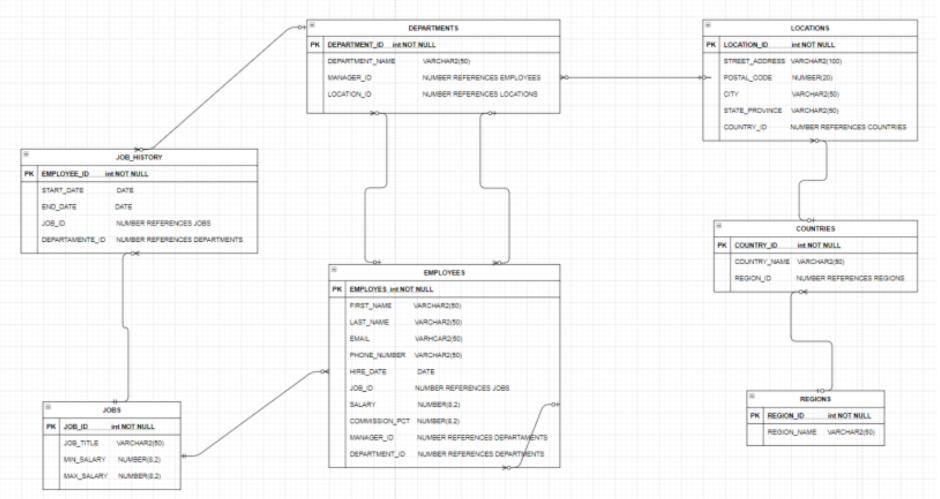 DEPARTMENTS
PK DEPARTMENT_ID int NOT NULL
DEPARTMENT_NAME VARCHAR2(50)
MANAGER_ID NUMBER REFERENCES EMPLOYEES
LOCATION_ID NUMBER REFERENCES LOCATIONS
LOCATIONS
PK LOCATION_ID int NOT NULL
STREET_ADDRESS VARCHAR2(100)
POSTAL_CODE NUMBER(20)
CITY VARCHAR2(50)
STATE_PROVINCE VARCHAR2(50)
COUNTRY_ID NUMBER REFERENCES COUNTRIES
JOB_HISTORY
PK EMPLOYEE_ID int NOT NULL
START_DATE DATE
END_DATE DATE
JOB_ID NUMBER REFERENCES JOBS
DEPARTAMENTE_ID NUMBER REFERENCES DEPARTMENTS
COUNTRIES
PK COUNTRY_ID int NOT NULL
COUNTRY_NAME VARCHAR2(50)
REGION_ID NUMBER REFERENCES REGIONS
EMPLOYEES
PK EMPLOYES int NOT NULL
FIRST_NAME VARCHAR2(50)
LAST_NAME VARCHAR2(50)
EMAIL VARHCAR2(50)
PHONE_NUMBER VARCHAR2(50)
HIRE_DATE DATE
JOB_ID NUMBER REFERENCES JOBS
SALARY NUMBER(8,2)
COMMISSION_PCT NUMBER(8,2)
MANAGER_ID NUMBER REFERENCES DEPARTAMENTS
DEPARTMENT_ID NUMBER REFERENCES DEPARTMENTS
JOBS
PK JOB_ID int NOT NULL
JOB_TITLE VARCHAR2(50)
MIN_SALARY NUMBER(8,2)
MAX_SALARY NUMBER(8,2)
REGIONS
PK REGION_ID int NOT NULL
REGION_NAME VARCHAR2(50)